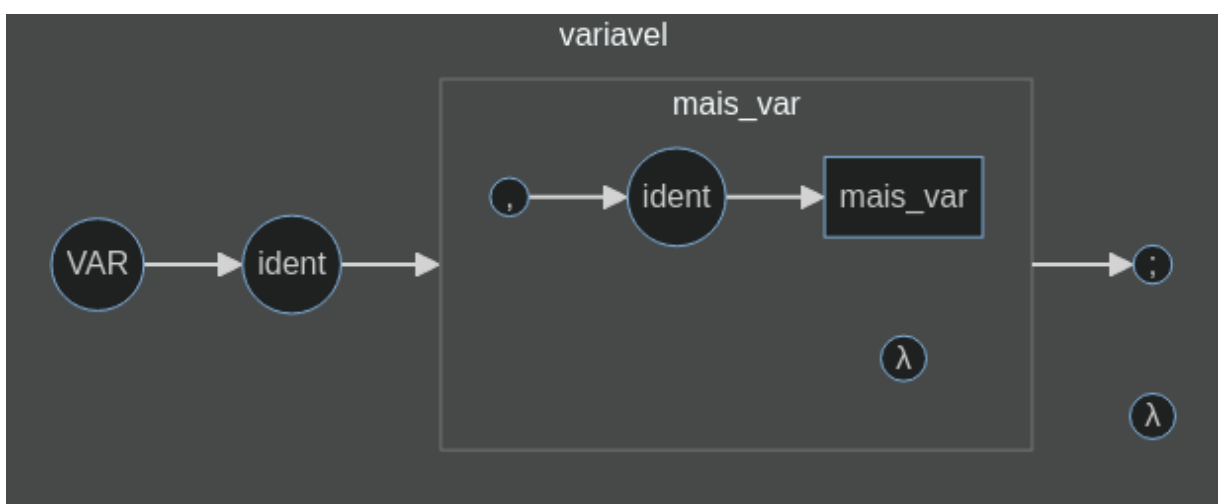 variavel
mais_var
, ident mais_var
VAR ident ;
λ
λ